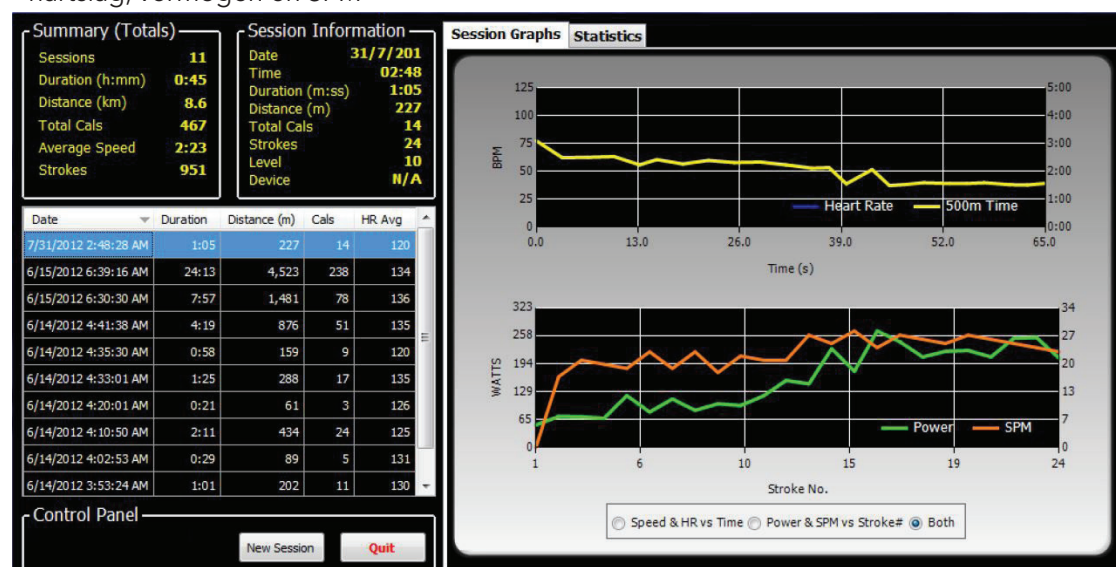 Summary (Totals)
Sessions 11
Duration (h:mm) 0:45
Distance (km) 8.6
Total Cals 467
Average Speed 2:23
Strokes 951
Session Information
Date 31/7/201
Time 02:48
Duration (m:ss) 1:05
Distance (m) 227
Total Cals 14
Strokes 24
Level 10
Device N/A
Date Duration Distance (m) Cals HR Avg
7/31/2012 2:48:28 AM 1:05 227 14 120
6/15/2012 6:39:16 AM 24:13 4,523 238 134
6/15/2012 6:30:30 AM 7:57 1,481 78 136
6/14/2012 4:41:38 AM 4:19 876 51 135
6/14/2012 4:35:30 AM 0:58 159 9 120
6/14/2012 4:33:01 AM 1:25 288 17 135
6/14/2012 4:20:01 AM 0:21 61 3 126
6/14/2012 4:10:50 AM 2:11 434 24 125
6/14/2012 4:02:53 AM 0:29 89 5 131
6/14/2012 3:53:24 AM 1:01 202 11 130
Control Panel
New Session Quit
Session Graphs Statistics
125 5:00
100 4:00
75 3:00
BPM
50 2:00
25 1:00
Heart Rate 500m Time
0 0:00
0.0 13.0 26.0 39.0 52.0 65.0
Time (s)
323 34
258 27
194 20
WATTS
129 13
65 7
Power SPM
0 0
1 6 10 15 19 24
Stroke No.
Speed & HR vs Time Power & SPM vs Stroke# Both